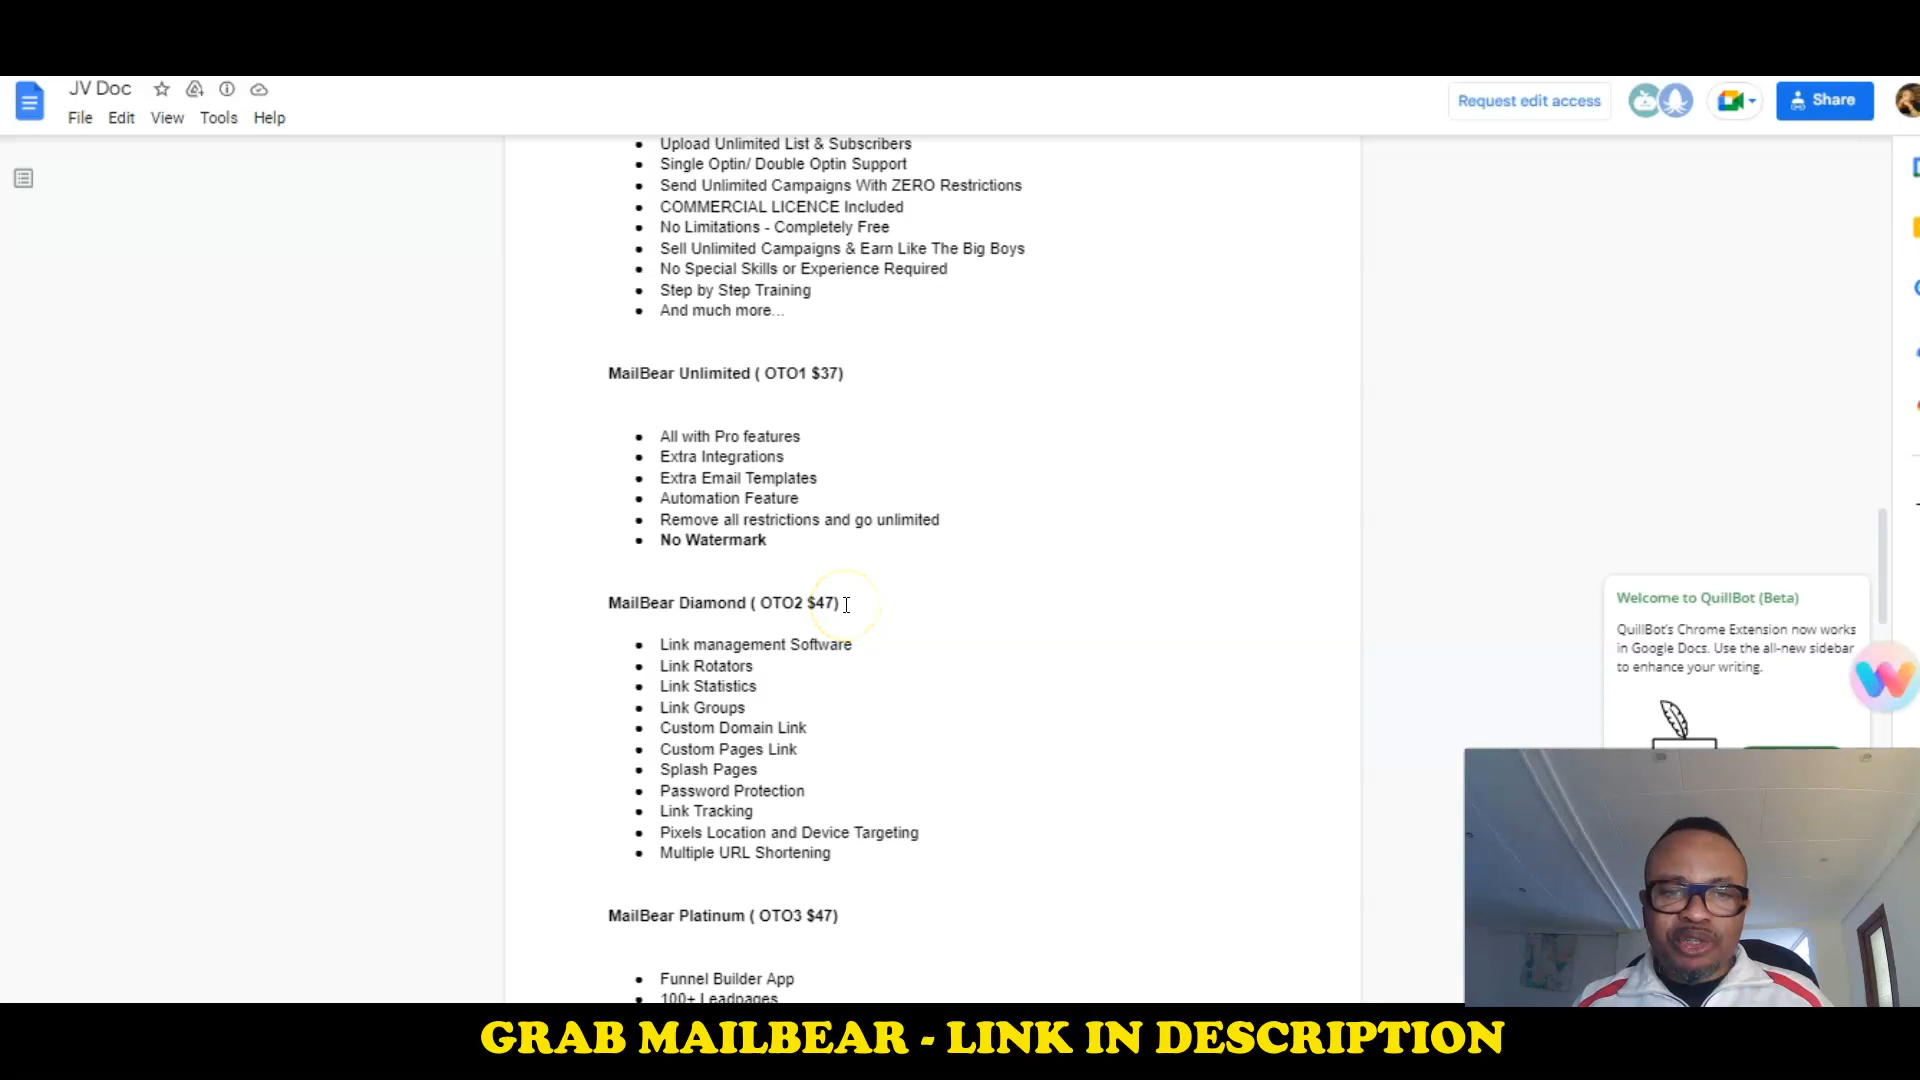 JV Doc
File Edit View Tools Help
Request edit access
Share
Upload Unlimited List & Subscribers
Single Optin/ Double Optin Support
Send Unlimited Campaigns With ZERO Restrictions
COMMERCIAL LICENCE Included
No Limitations - Completely Free
Sell Unlimited Campaigns & Earn Like The Big Boys
No Special Skills or Experience Required
Step by Step Training
And much more...
MailBear Unlimited ( OTO1 $37)
All with Pro features
Extra Integrations
Extra Email Templates
Automation Feature
Remove all restrictions and go unlimited
No Watermark
MailBear Diamond ( OTO2 $47)
Link management Software
Link Rotators
Link Statistics
Link Groups
Custom Domain Link
Custom Pages Link
Splash Pages
Password Protection
Link Tracking
Pixels Location and Device Targeting
Multiple URL Shortening
MailBear Platinum ( OTO3 $47)
Funnel Builder App
100+ Leadpages
Welcome to QuillBot (Beta)
QuillBot's Chrome Extension now works
in Google Docs. Use the all-new sidebar
to enhance your writing.
GRAB MAILBEAR - LINK IN DESCRIPTION